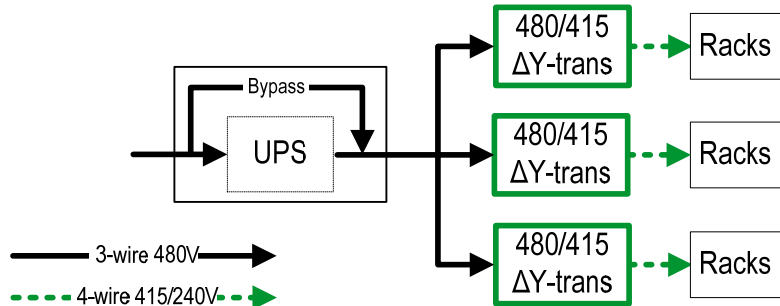 480/415
ΔY-trans
Racks
Bypass
UPS
480/415
ΔY-trans
Racks
480/415
ΔY-trans
Racks
3-wire 480V
4-wire 415/240V